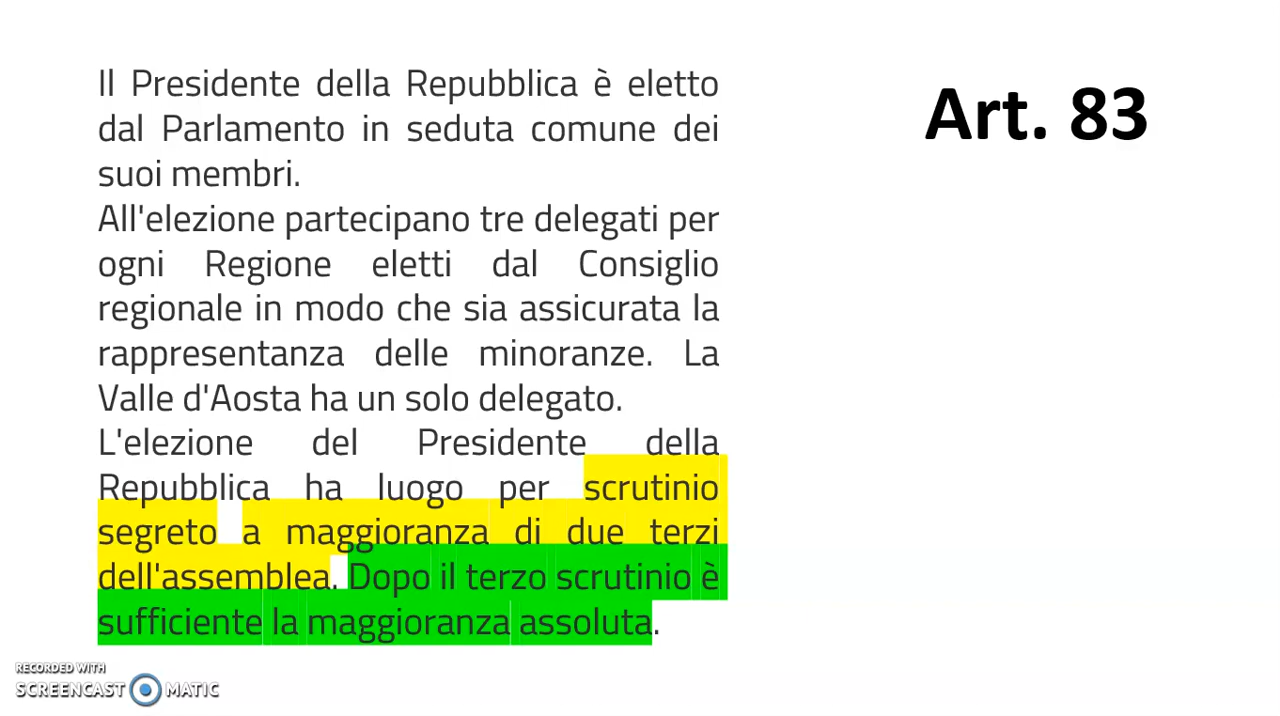 Il Presidente della Repubblica è eletto
dal Parlamento in seduta comune dei
suoi membri.
All'elezione partecipano tre delegati per
ogni Regione eletti dal Consiglio
regionale in modo che sia assicurata la
rappresentanza delle minoranze. La
Valle d'Aosta ha un solo delegato.
L'elezione del Presidente della
Repubblica ha luogo per scrutinio
segreto a maggioranza di due terzi
dell'assemblea. Dopo il terzo scrutinio è
sufficiente la maggioranza assoluta.
Art. 83
RECORDED WITH
SCREENCAST MATIC